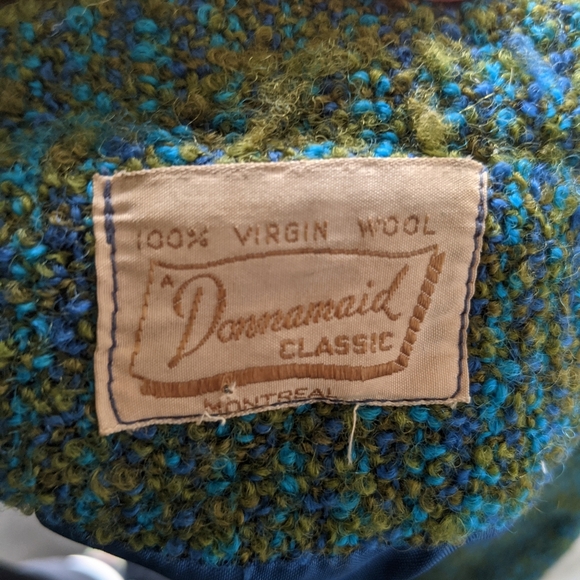 100% VIRGIN WOOL
A
Donnamaid
CLASSIC
MONTREAL